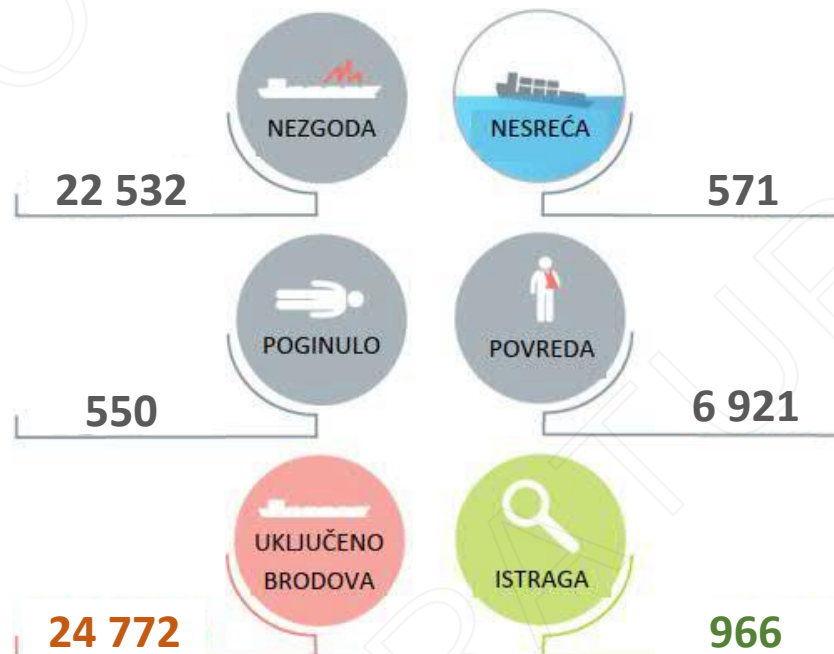 NEZGODA
NESREĆA
22 532
571
POGINULO
POVREDA
550
6 921
UKLJUČENO
BRODOVA
ISTRAGA
24 772
966